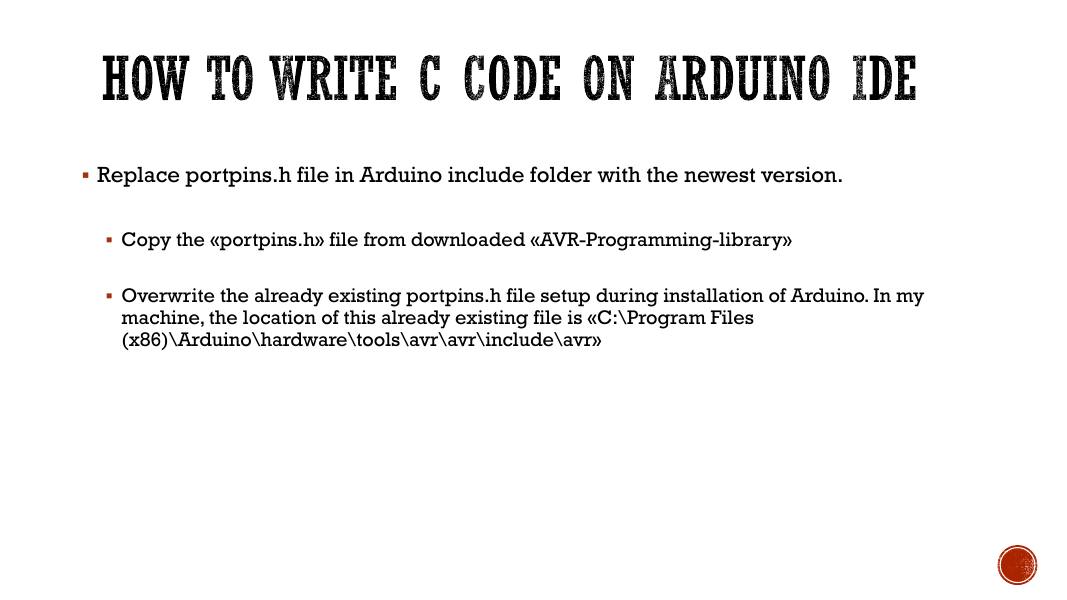 HOW TO WRITE C CODE ON ARDUINO IDE
▪ Replace portpins.h file in Arduino include folder with the newest version.
▪ Copy the «portpins.h» file from downloaded «AVR-Programming-library»
▪ Overwrite the already existing portpins.h file setup during installation of Arduino. In my
machine, the location of this already existing file is «C:\Program Files
(x86)\Arduino\hardware\tools\avr\avr\include\avr»